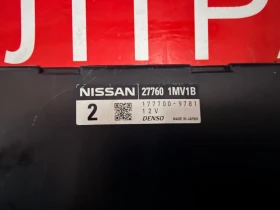 NISSAN 27760 1MV1B
2
177700-9781
12V
DENSO MADE IN JAPAN